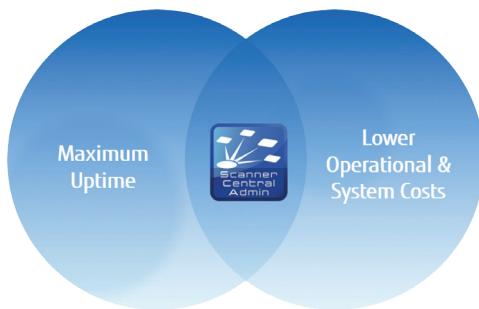 Maximum
Uptime
Scanner
Central
Admin
Lower
Operational &
System Costs